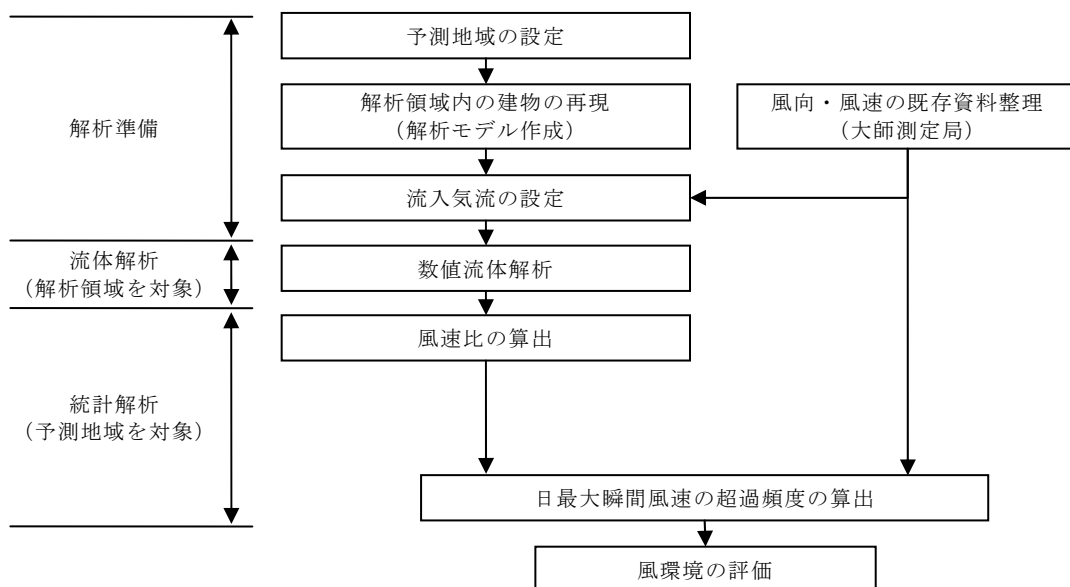 予測地域の設定
解析領域内の建物の再現
（解析モデル作成）
風向・風速の既存資料整理
（大師測定局）
解析準備
流入気流の設定
流体解析
（解析領域を対象）
数値流体解析
風速比の算出
統計解析
（予測地域を対象）
日最大瞬間風速の超過頻度の算出
風環境の評価